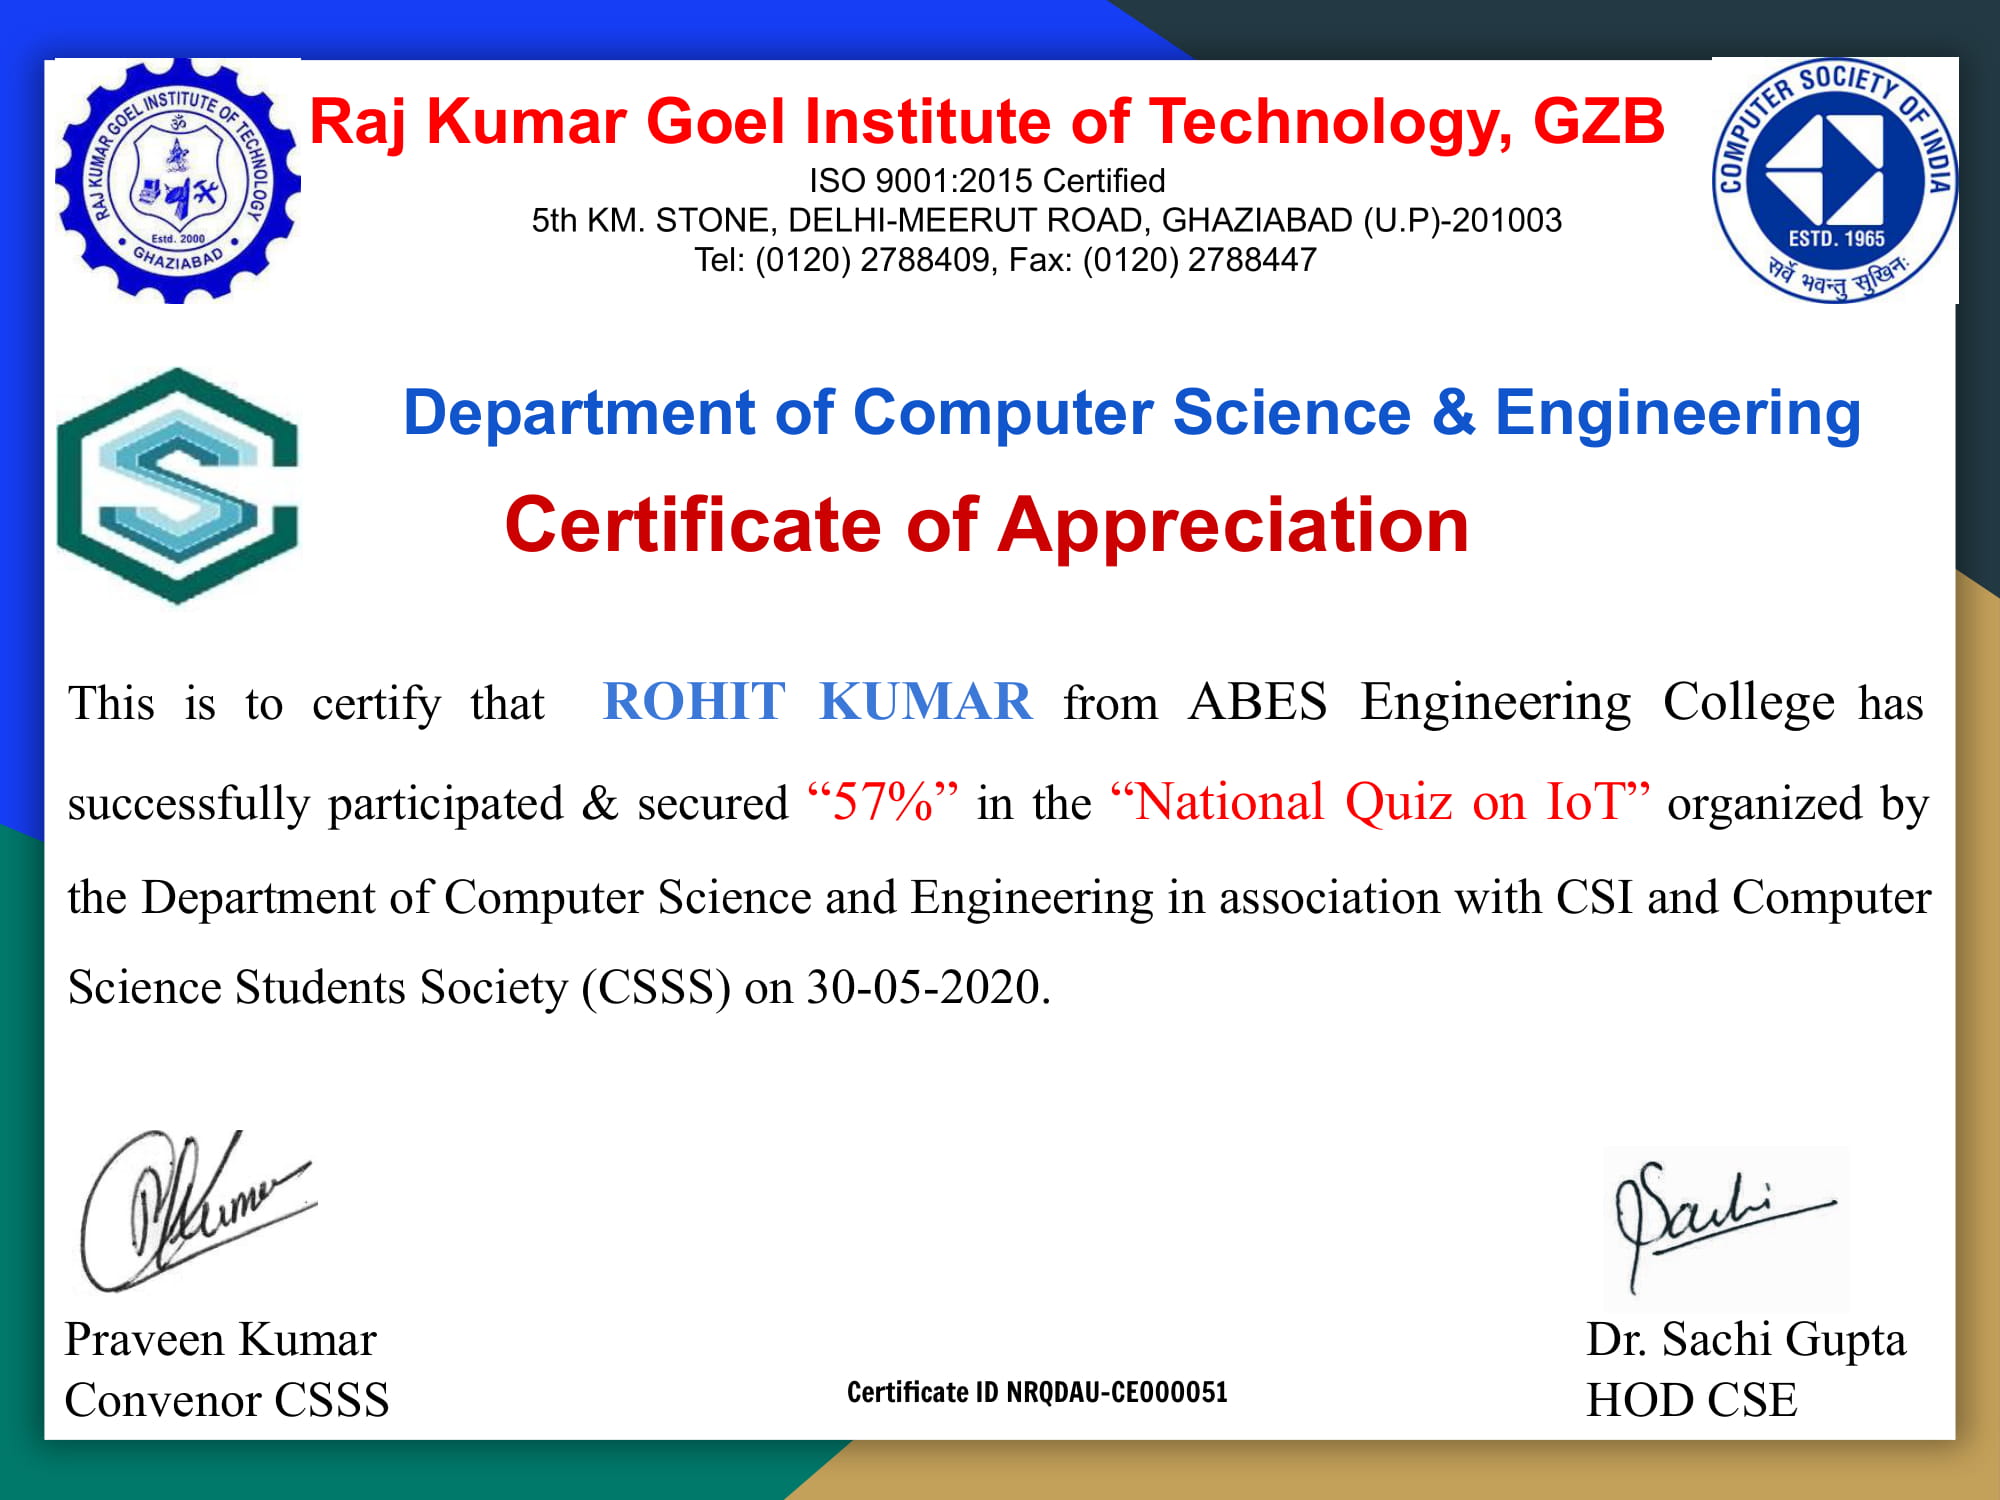 RAJ KUMAR GOEL INSTITUTE OF TECHNOLOGY
ॐ
Estd. 2000
GHAZIABAD
Raj Kumar Goel Institute of Technology, GZB
ISO 9001:2015 Certified
5th KM. STONE, DELHI-MEERUT ROAD, GHAZIABAD (U.P)-201003
Tel: (0120) 2788409, Fax: (0120) 2788447
COMPUTER SOCIETY OF INDIA
ESTD. 1965
सर्वे भवन्तु सुखिनः
Department of Computer Science & Engineering
Certificate of Appreciation
This is to certify that ROHIT KUMAR from ABES Engineering College has
successfully participated & secured “57%” in the “National Quiz on IoT” organized by
the Department of Computer Science and Engineering in association with CSI and Computer
Science Students Society (CSSS) on 30-05-2020.
PKumar
Sachi
Praveen Kumar
Convenor CSSS
Certificate ID NRQDAU-CE000051
Dr. Sachi Gupta
HOD CSE